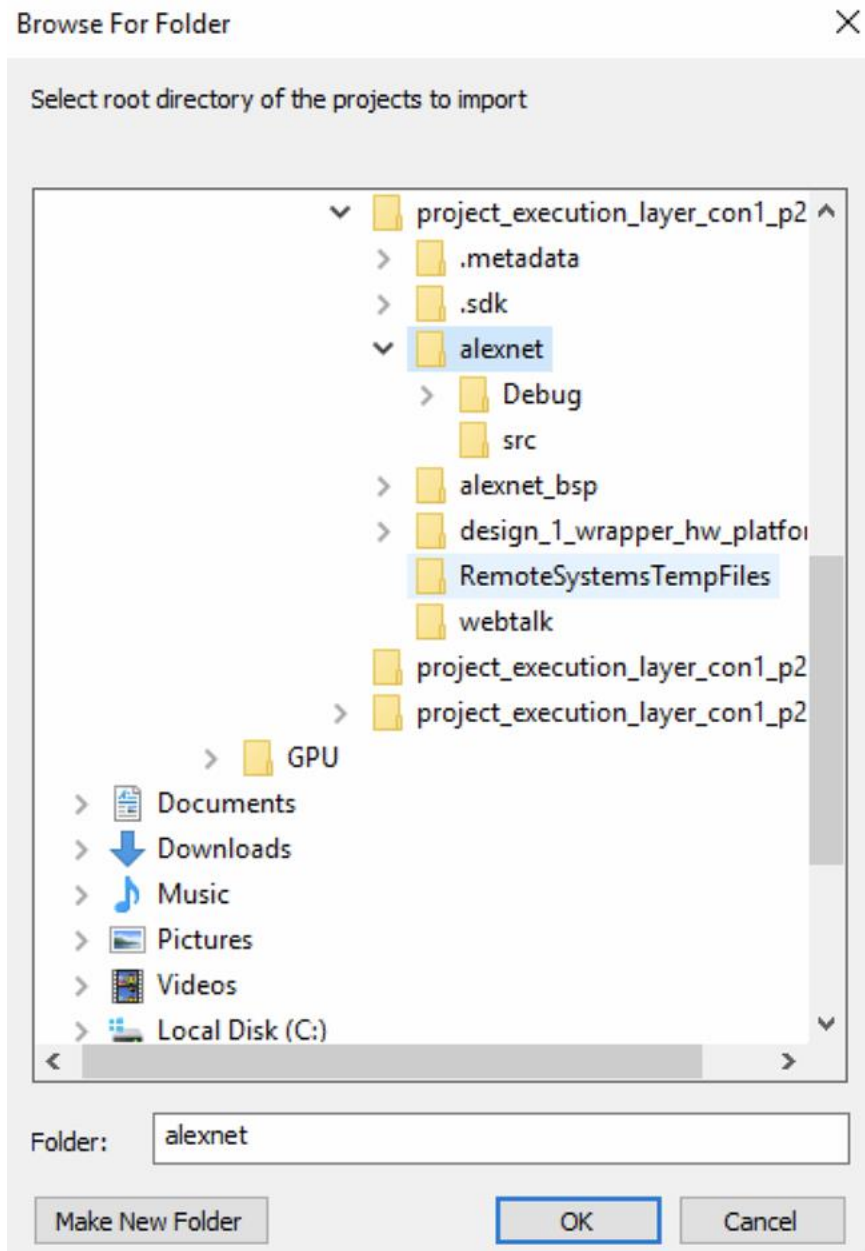 Browse For Folder
Select root directory of the projects to import
project_execution_layer_con1_p2
.metadata
.sdk
alexnet
Debug
src
alexnet_bsp
design_1_wrapper_hw_platfor
RemoteSystemsTempFiles
webtalk
project_execution_layer_con1_p2
project_execution_layer_con1_p2
GPU
Documents
Downloads
Music
Pictures
Videos
Local Disk (C:)
Folder: alexnet
Make New Folder OK Cancel